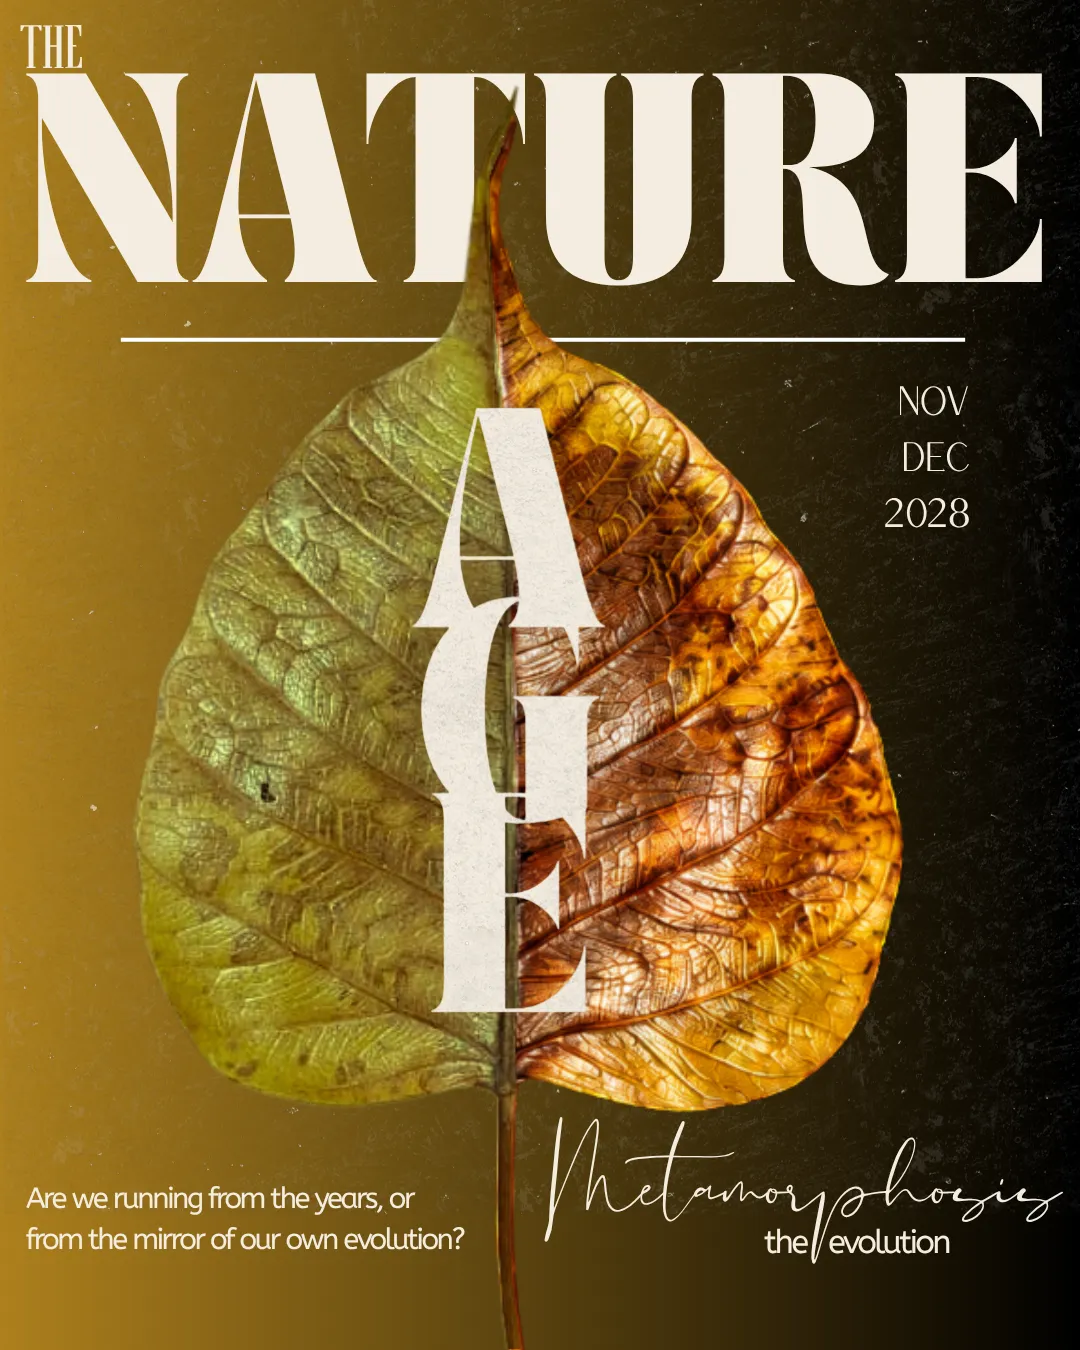 THE
NATURE
NOV
DEC
2028
AGE
Metamorphosis
the evolution
Are we running from the years, or
from the mirror of our own evolution?